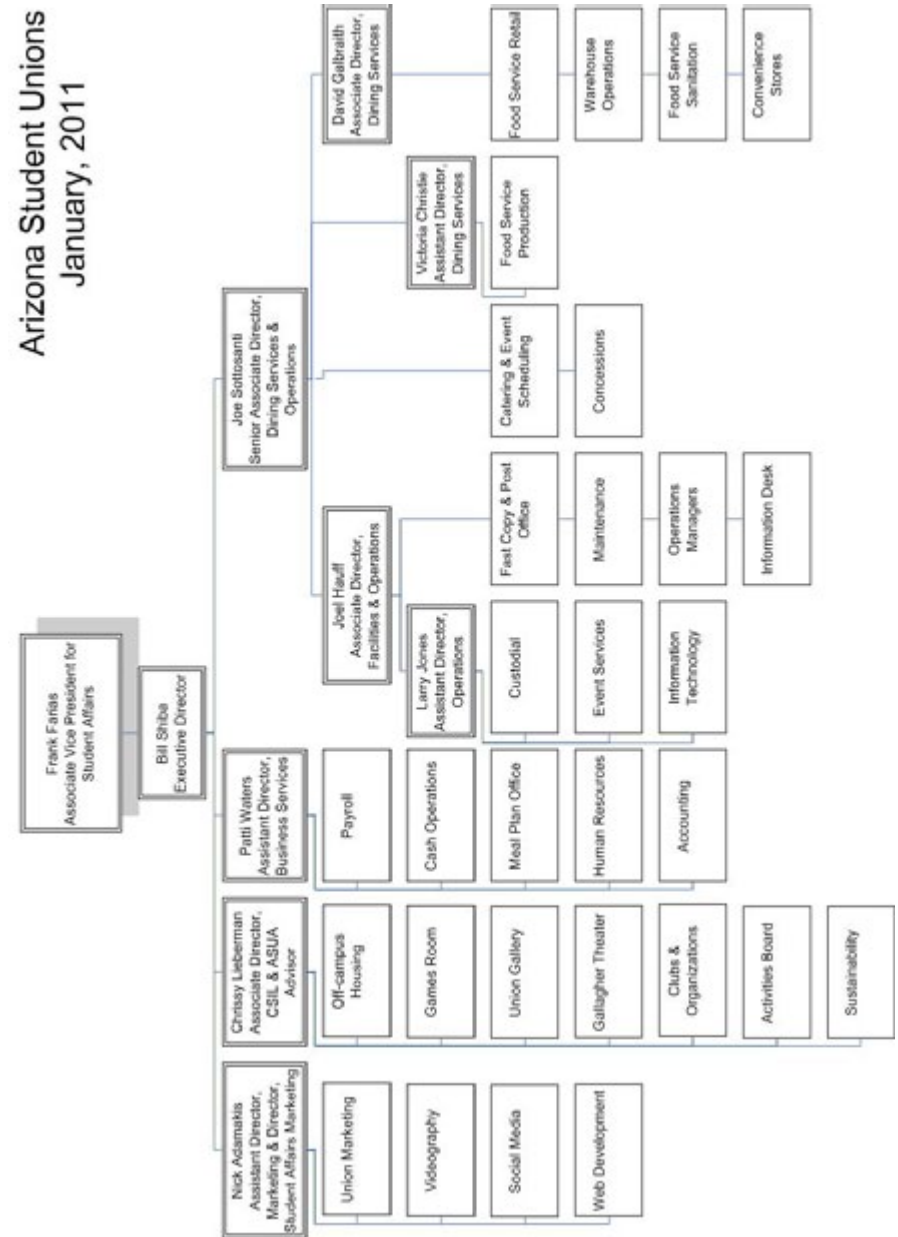 Arizona Student Unions
January, 2011
Frank Farias
Associate Vice President for
Student Affairs
Bill Shiba
Executive Director
Nick Adamakis
Assistant Director,
Marketing & Director,
Student Affairs Marketing
Union Marketing
Videography
Social Media
Web Development
Chrissy Lieberman
Associate Director,
CSIL & ASUA
Advisor
Off-campus
Housing
Games Room
Union Gallery
Gallagher Theater
Clubs &
Organizations
Activities Board
Sustainability
Patti Waters
Assistant Director,
Business Services
Payroll
Cash Operations
Meal Plan Office
Human Resources
Accounting
Joe Sottosanti
Senior Associate Director,
Dining Services &
Operations
Joel Hauff
Associate Director,
Facilities & Operations
Larry Jones
Assistant Director,
Operations
Custodial
Event Services
Information
Technology
Fast Copy & Post
Office
Maintenance
Operations
Managers
Information Desk
Catering & Event
Scheduling
Concessions
Victoria Christie
Assistant Director,
Dining Services
Food Service
Production
David Galbraith
Associate Director,
Dining Services
Food Service Retail
Warehouse
Operations
Food Service
Sanitation
Convenience
Stores